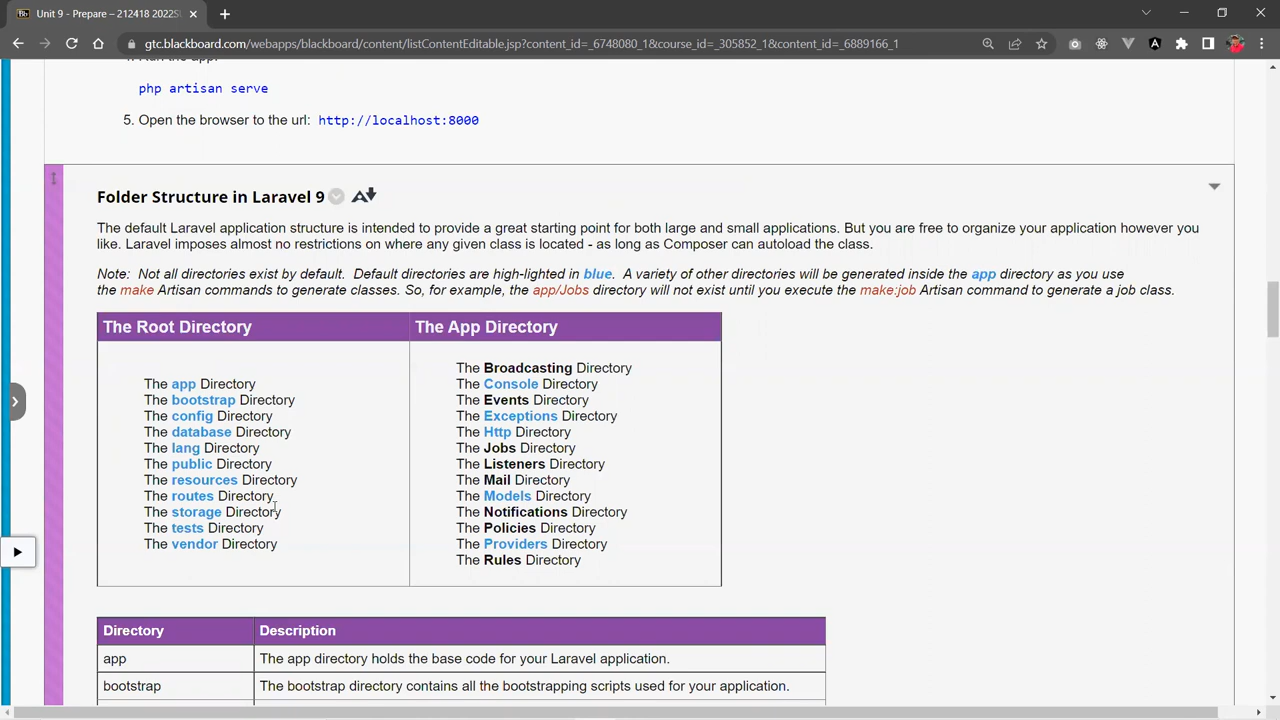 Unit 9 – Prepare – 212418 2022S
gtc.blackboard.com/webapps/blackboard/content/listContentEditable.jsp?content_id=_6748080_1&course_id=_305852_1&content_id=_6889166_1
4. Run the app:
php artisan serve
5. Open the browser to the url: http://localhost:8000
Folder Structure in Laravel 9
The default Laravel application structure is intended to provide a great starting point for both large and small applications. But you are free to organize your application however you
like. Laravel imposes almost no restrictions on where any given class is located - as long as Composer can autoload the class.
Note: Not all directories exist by default. Default directories are high-lighted in blue. A variety of other directories will be generated inside the app directory as you use
the make Artisan commands to generate classes. So, for example, the app/Jobs directory will not exist until you execute the make:job Artisan command to generate a job class.
The Root Directory
The app Directory
The bootstrap Directory
The config Directory
The database Directory
The lang Directory
The public Directory
The resources Directory
The routes Directory
The storage Directory
The tests Directory
The vendor Directory
The App Directory
The Broadcasting Directory
The Console Directory
The Events Directory
The Exceptions Directory
The Http Directory
The Jobs Directory
The Listeners Directory
The Mail Directory
The Models Directory
The Notifications Directory
The Policies Directory
The Providers Directory
The Rules Directory
Directory Description
app The app directory holds the base code for your Laravel application.
bootstrap The bootstrap directory contains all the bootstrapping scripts used for your application.